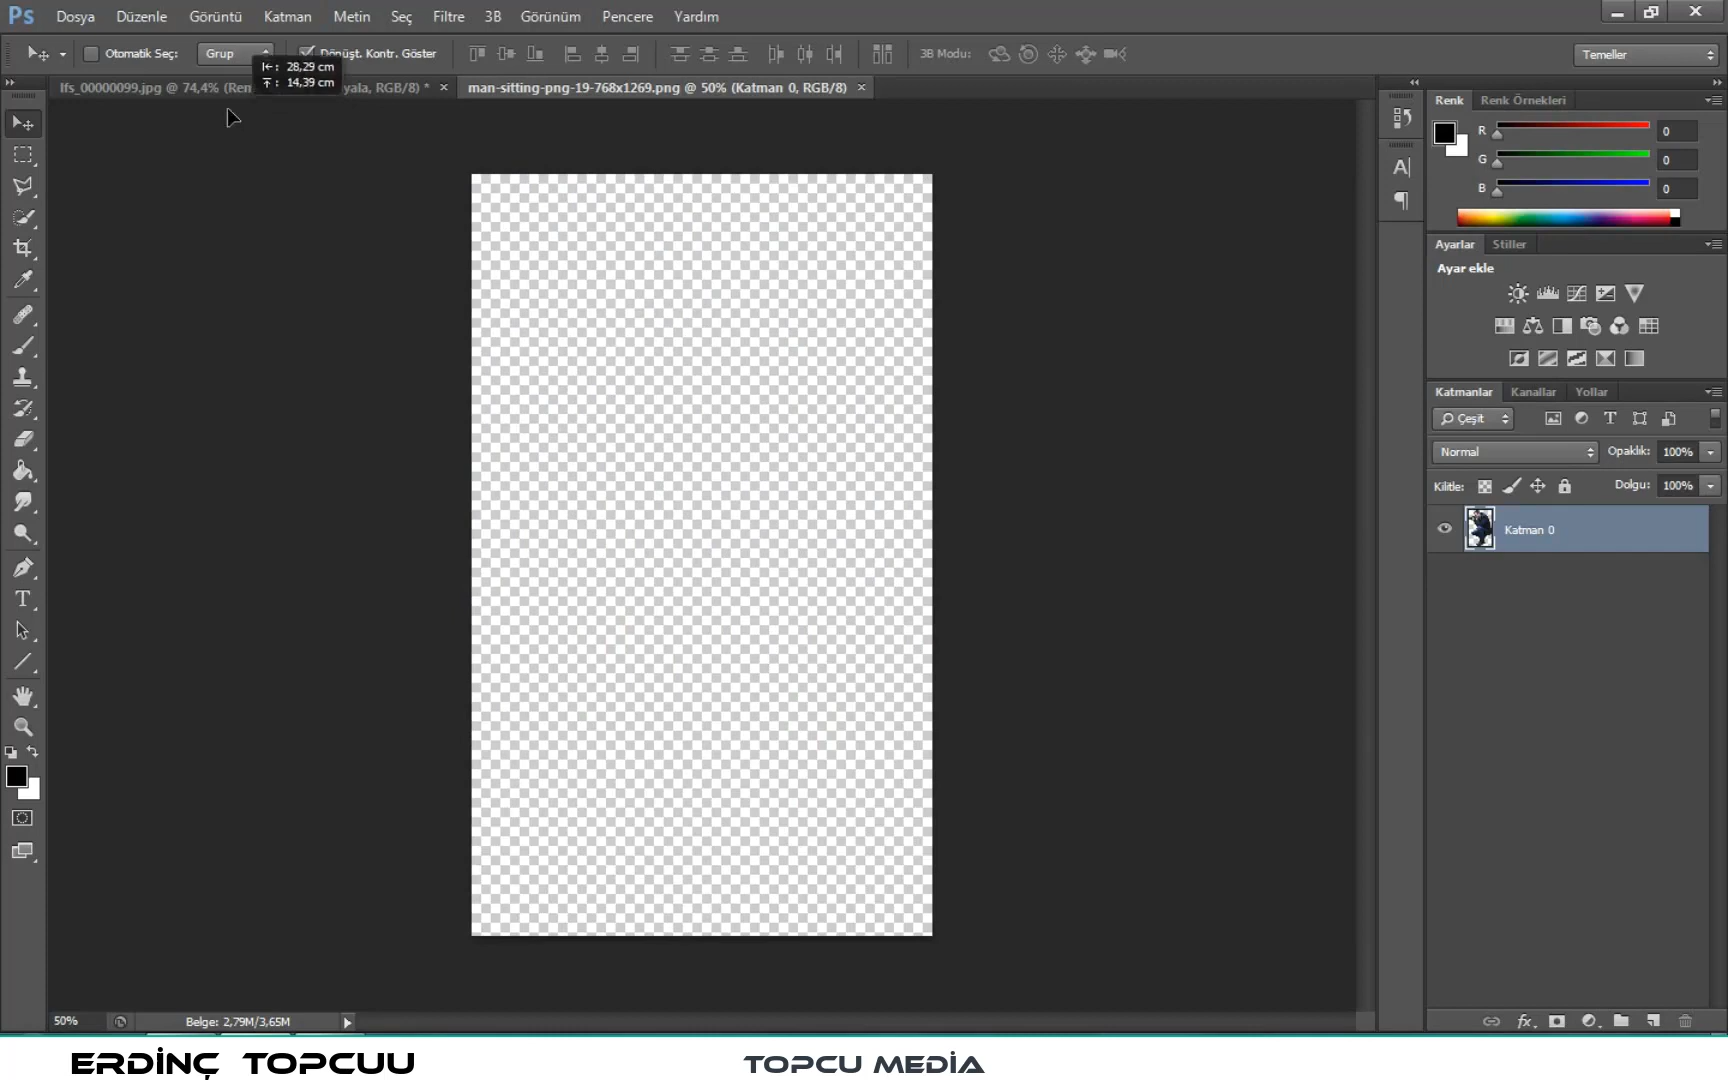 Ps Dosya Düzenle Görüntü Katman Metin Seç Filtre 3B Görünüm Pencere Yardım
Otomatik Seç: Grup Dönüşt. Kontr. Göster 3B Modu: Temeller
28,29 cm
14,39 cm
lfs_00000099.jpg @ 74,4% (Ren yala, RGB/8) * man-sitting-png-19-768x1269.png @ 50% (Katman 0, RGB/8)
Renk Renk Örnekleri
R 0
G 0
B 0
Ayarlar Stiller
Ayar ekle
Katmanlar Kanallar Yollar
Çeşit
Normal Opaklık: 100%
Kilitle: Dolgu: 100%
Katman 0
50% Belge: 2,79M/3,65M
ERDİNÇ TOPCUU
TOPCU MEDİA